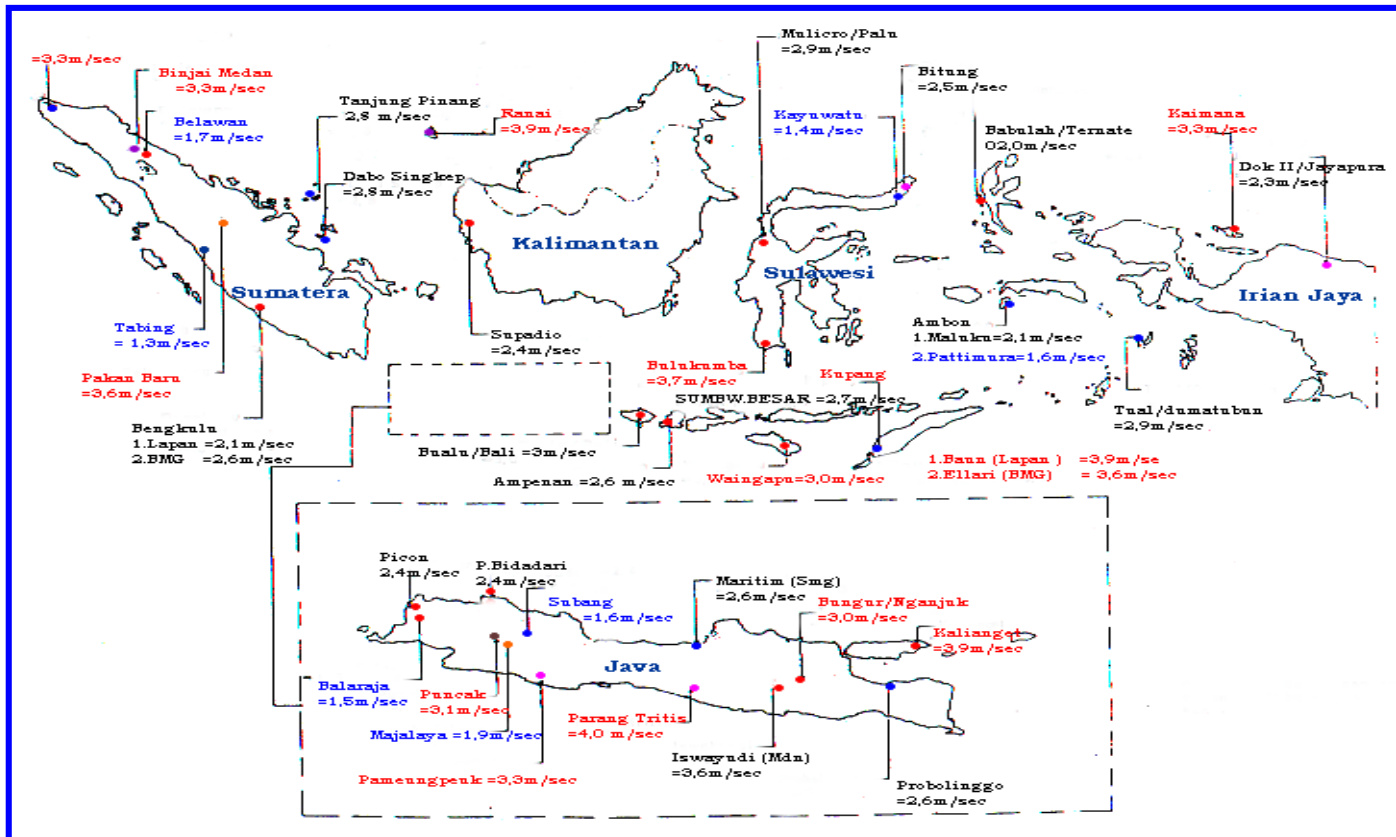 =3,3m/sec
Binjai Medan
=3,3m/sec
Belawan
=1,7m/sec
Tanjung Pinang
2,8 m/sec
Ranai
=3,9m/sec
Dabo Singkep
=2,8m/sec
Mulicro/Palu
=2,9m/sec
Bitung
=2,5m/sec
Kayuwatu
=1,4m/sec
Babulah/Ternate
02,0m/sec
Kaimana
=3,3m/sec
Dok II/Jayapura
=2,3m/sec
Kalimantan
Sulawesi
Sumatera
Irian Jaya
Tabing
= 1,3m/sec
Pakan Baru
=3,6m/sec
Bengkulu
1.Lapan =2,1m/sec
2.BMG =2,6m/sec
Supadio
=2,4m/sec
Bulukumba
=3,7m/sec
Kupang
SUMBW.BESAR =2,7m/sec
Ambon
1.Maluku=2,1m/sec
2.Pattimura=1,6m/sec
Tual/dumatubun
=2,9m/sec
Bualu/Bali =3m/sec
Ampenan =2,6 m/sec
Waingapu=3,0m/sec
1.Baun (Lapan ) =3,9m/se
2.Ellari (BMG) = 3,6m/sec
Picon
2,4m/sec
P.Bidadari
2,4m/sec
Subang
=1,6m/sec
Maritim (Smg)
=2,6m/sec
Bungur/Nganjuk
=3,0m/sec
Kalianget
=3,9m/sec
Java
Balaraja
=1,5m/sec
Puncak
=3,1m/sec
Majalaya =1,9m/sec
Pameungpeuk =3,3m/sec
Parang Tritis
=4,0 m/sec
Iswayudi (Mdn)
=3,6m/sec
Probolinggo
=2,6m/sec